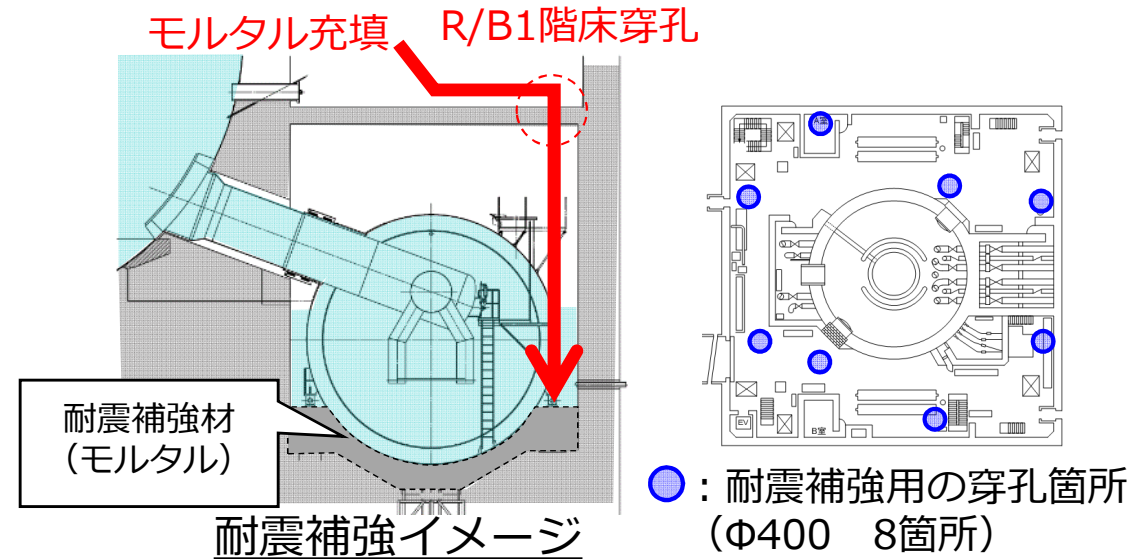 モルタル充填
R/B1階床穿孔
耐震補強材
（モルタル）
耐震補強イメージ
EV
B室
：耐震補強用の穿孔箇所
（Φ400　8箇所）